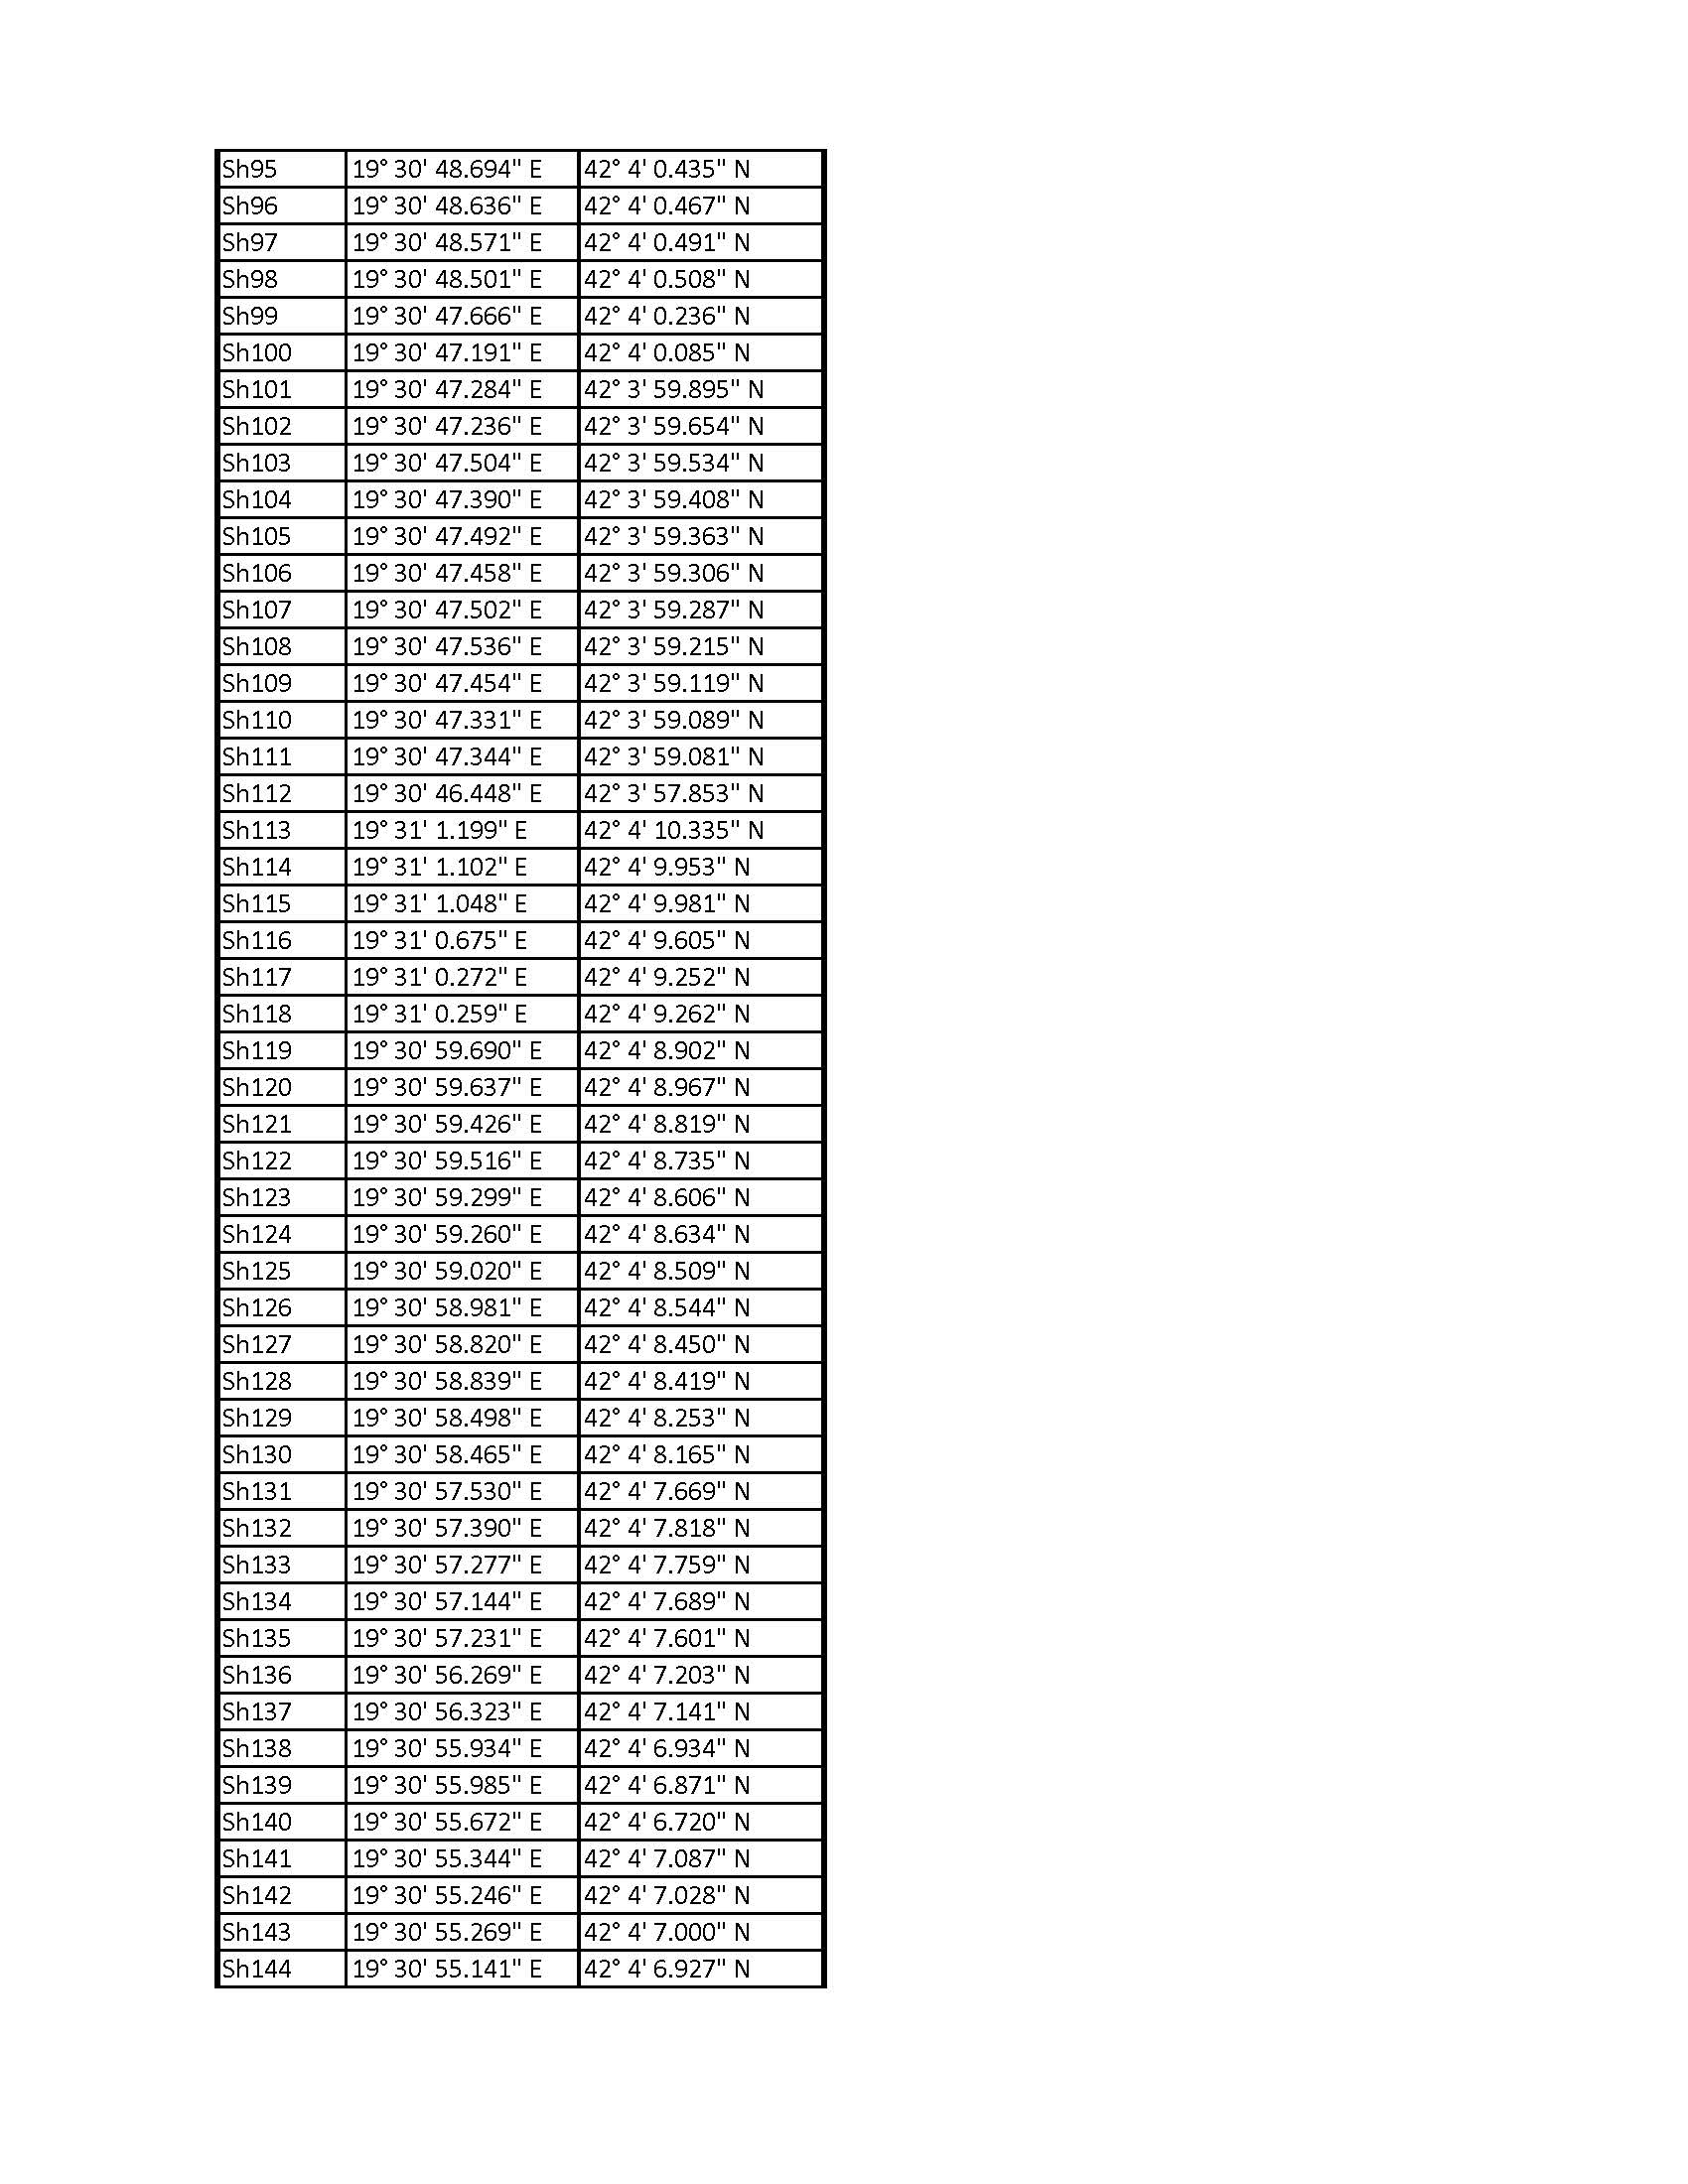 Sh95 19° 30' 48.694" E 42° 4' 0.435" N
Sh96 19° 30' 48.636" E 42° 4' 0.467" N
Sh97 19° 30' 48.571" E 42° 4' 0.491" N
Sh98 19° 30' 48.501" E 42° 4' 0.508" N
Sh99 19° 30' 47.666" E 42° 4' 0.236" N
Sh100 19° 30' 47.191" E 42° 4' 0.085" N
Sh101 19° 30' 47.284" E 42° 3' 59.895" N
Sh102 19° 30' 47.236" E 42° 3' 59.654" N
Sh103 19° 30' 47.504" E 42° 3' 59.534" N
Sh104 19° 30' 47.390" E 42° 3' 59.408" N
Sh105 19° 30' 47.492" E 42° 3' 59.363" N
Sh106 19° 30' 47.458" E 42° 3' 59.306" N
Sh107 19° 30' 47.502" E 42° 3' 59.287" N
Sh108 19° 30' 47.536" E 42° 3' 59.215" N
Sh109 19° 30' 47.454" E 42° 3' 59.119" N
Sh110 19° 30' 47.331" E 42° 3' 59.089" N
Sh111 19° 30' 47.344" E 42° 3' 59.081" N
Sh112 19° 30' 46.448" E 42° 3' 57.853" N
Sh113 19° 31' 1.199" E 42° 4' 10.335" N
Sh114 19° 31' 1.102" E 42° 4' 9.953" N
Sh115 19° 31' 1.048" E 42° 4' 9.981" N
Sh116 19° 31' 0.675" E 42° 4' 9.605" N
Sh117 19° 31' 0.272" E 42° 4' 9.252" N
Sh118 19° 31' 0.259" E 42° 4' 9.262" N
Sh119 19° 30' 59.690" E 42° 4' 8.902" N
Sh120 19° 30' 59.637" E 42° 4' 8.967" N
Sh121 19° 30' 59.426" E 42° 4' 8.819" N
Sh122 19° 30' 59.516" E 42° 4' 8.735" N
Sh123 19° 30' 59.299" E 42° 4' 8.606" N
Sh124 19° 30' 59.260" E 42° 4' 8.634" N
Sh125 19° 30' 59.020" E 42° 4' 8.509" N
Sh126 19° 30' 58.981" E 42° 4' 8.544" N
Sh127 19° 30' 58.820" E 42° 4' 8.450" N
Sh128 19° 30' 58.839" E 42° 4' 8.419" N
Sh129 19° 30' 58.498" E 42° 4' 8.253" N
Sh130 19° 30' 58.465" E 42° 4' 8.165" N
Sh131 19° 30' 57.530" E 42° 4' 7.669" N
Sh132 19° 30' 57.390" E 42° 4' 7.818" N
Sh133 19° 30' 57.277" E 42° 4' 7.759" N
Sh134 19° 30' 57.144" E 42° 4' 7.689" N
Sh135 19° 30' 57.231" E 42° 4' 7.601" N
Sh136 19° 30' 56.269" E 42° 4' 7.203" N
Sh137 19° 30' 56.323" E 42° 4' 7.141" N
Sh138 19° 30' 55.934" E 42° 4' 6.934" N
Sh139 19° 30' 55.985" E 42° 4' 6.871" N
Sh140 19° 30' 55.672" E 42° 4' 6.720" N
Sh141 19° 30' 55.344" E 42° 4' 7.087" N
Sh142 19° 30' 55.246" E 42° 4' 7.028" N
Sh143 19° 30' 55.269" E 42° 4' 7.000" N
Sh144 19° 30' 55.141" E 42° 4' 6.927" N